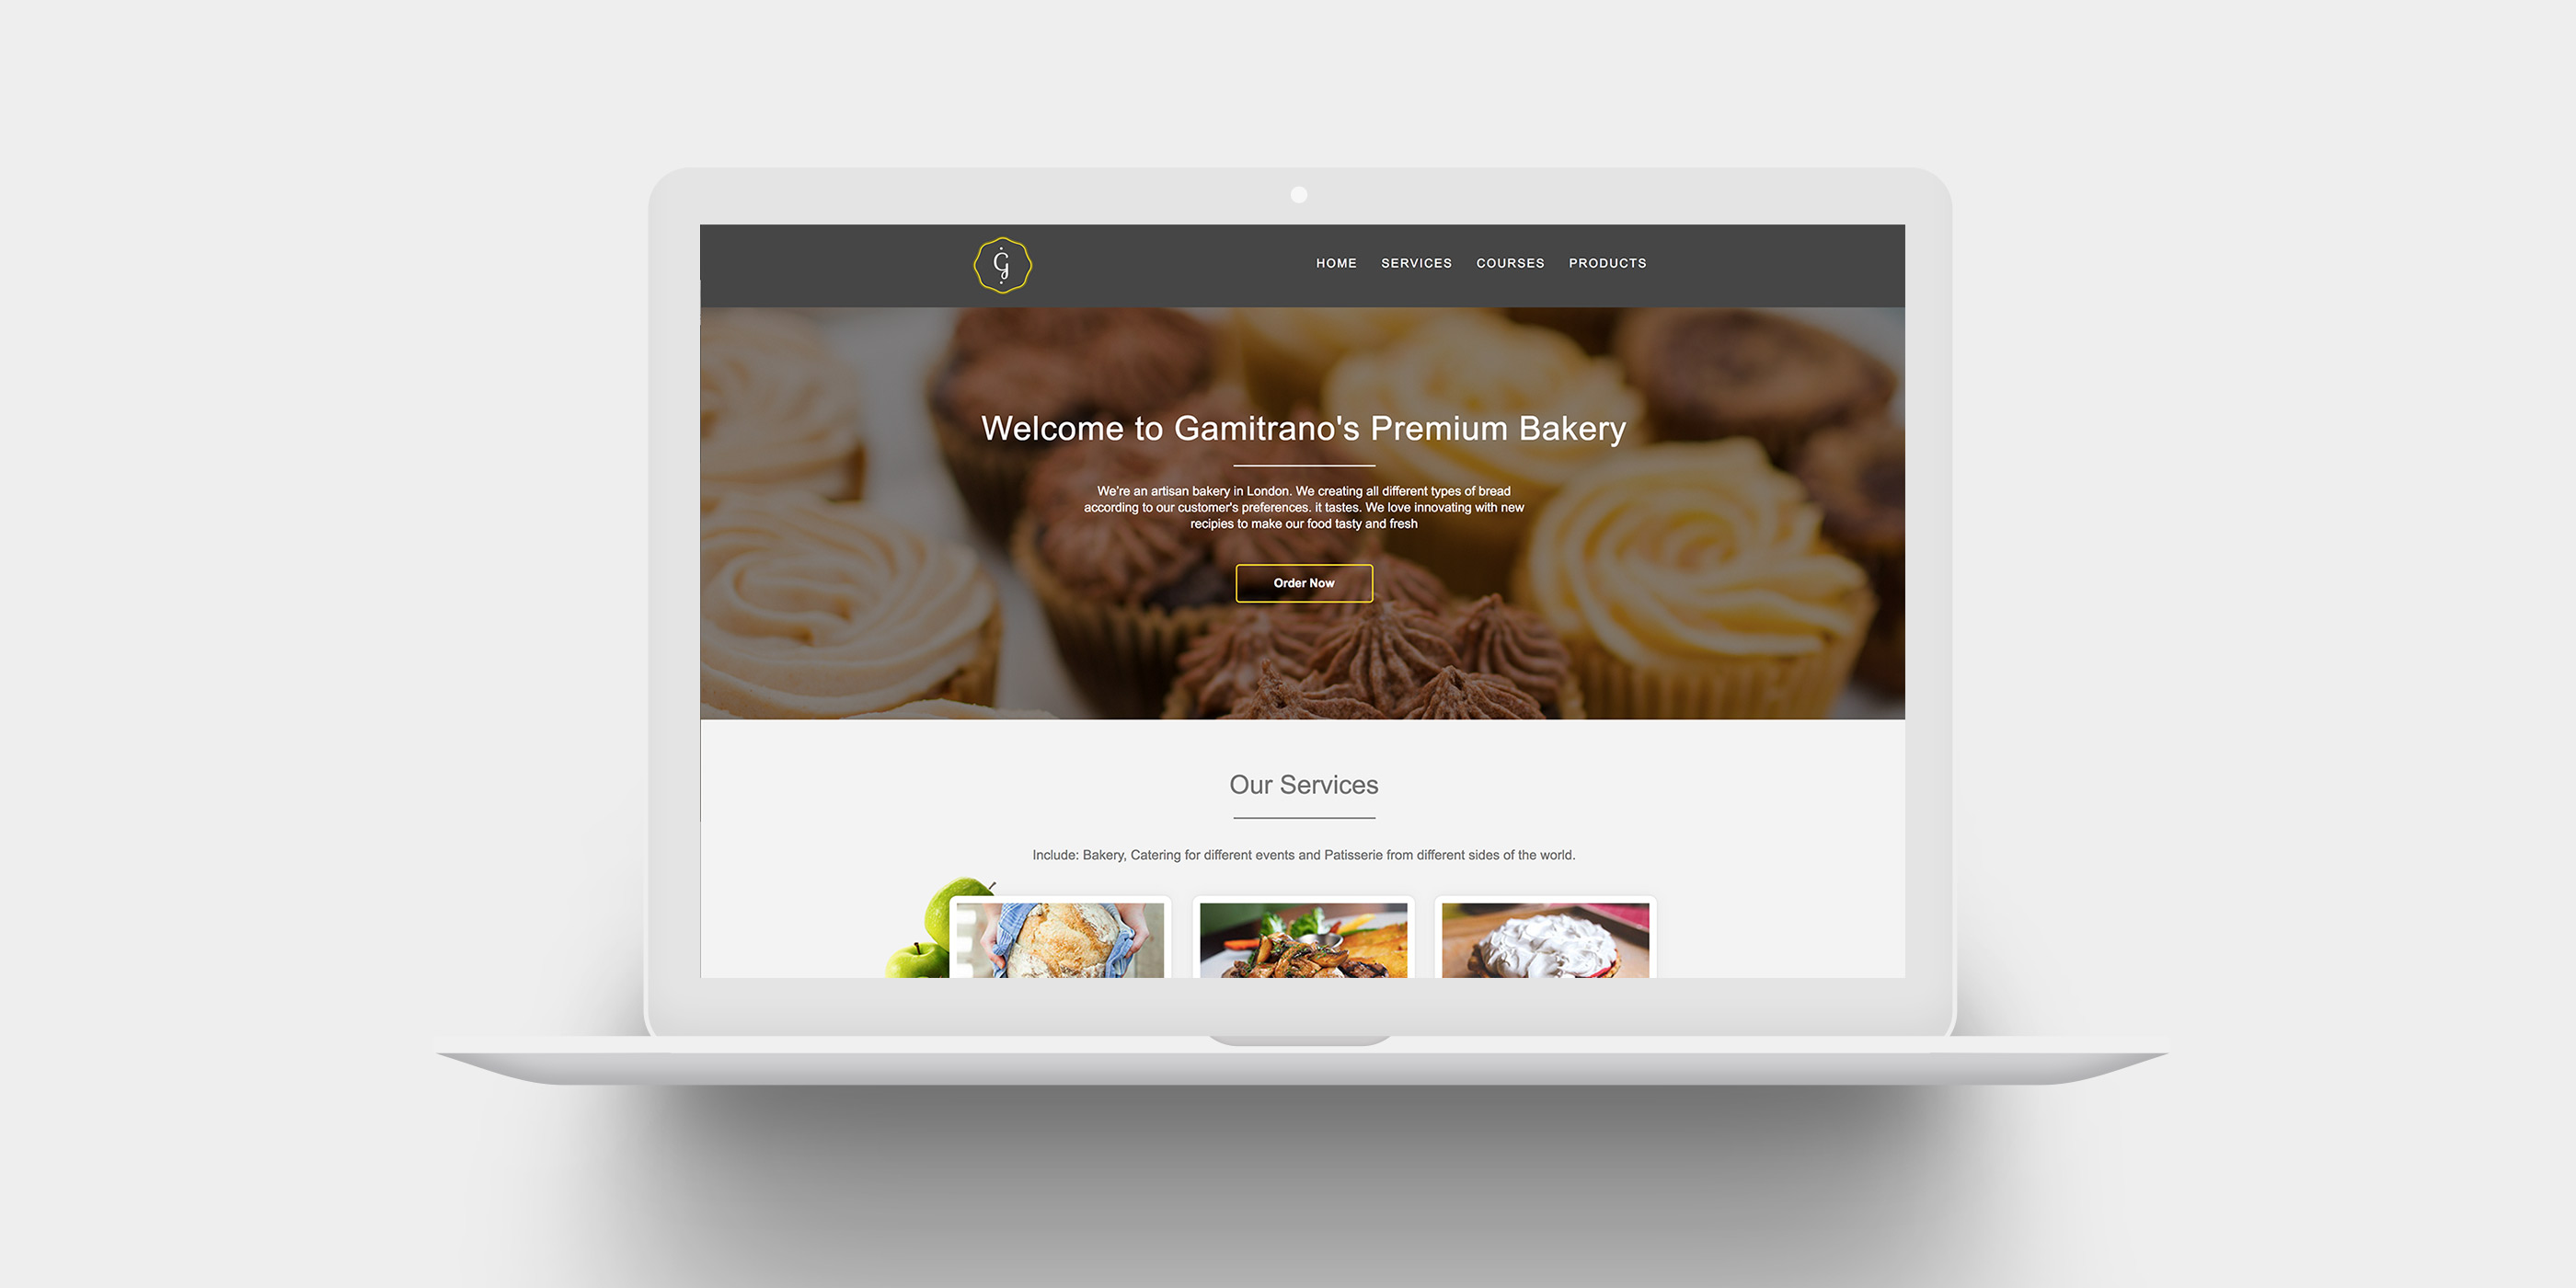 G
HOME SERVICES COURSES PRODUCTS
Welcome to Gamitrano's Premium Bakery
We're an artisan bakery in London. We creating all different types of bread
according to our customer's preferences. it tastes. We love innovating with new
recipies to make our food tasty and fresh
Order Now
Our Services
Include: Bakery, Catering for different events and Patisserie from different sides of the world.